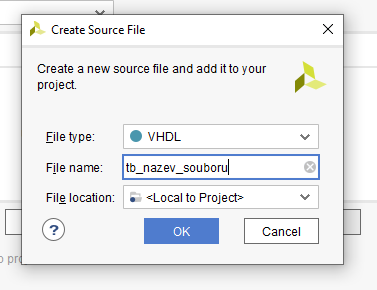 Create Source File
Create a new source file and add it to your
project.
File type: VHDL
File name: tb_nazev_souboru
File location: <Local to Project>
? OK Cancel